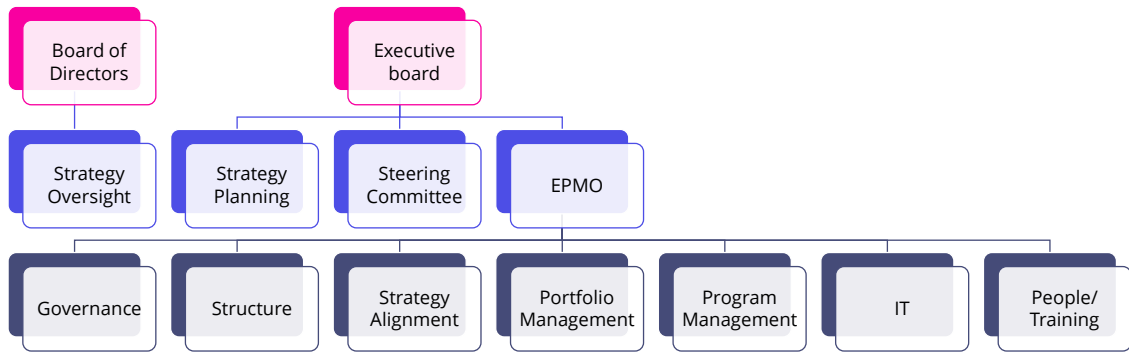 Board of
Directors
Executive
board
Strategy
Oversight
Strategy
Planning
Steering
Committee
EPMO
Governance
Structure
Strategy
Alignment
Portfolio
Management
Program
Management
IT
People/
Training